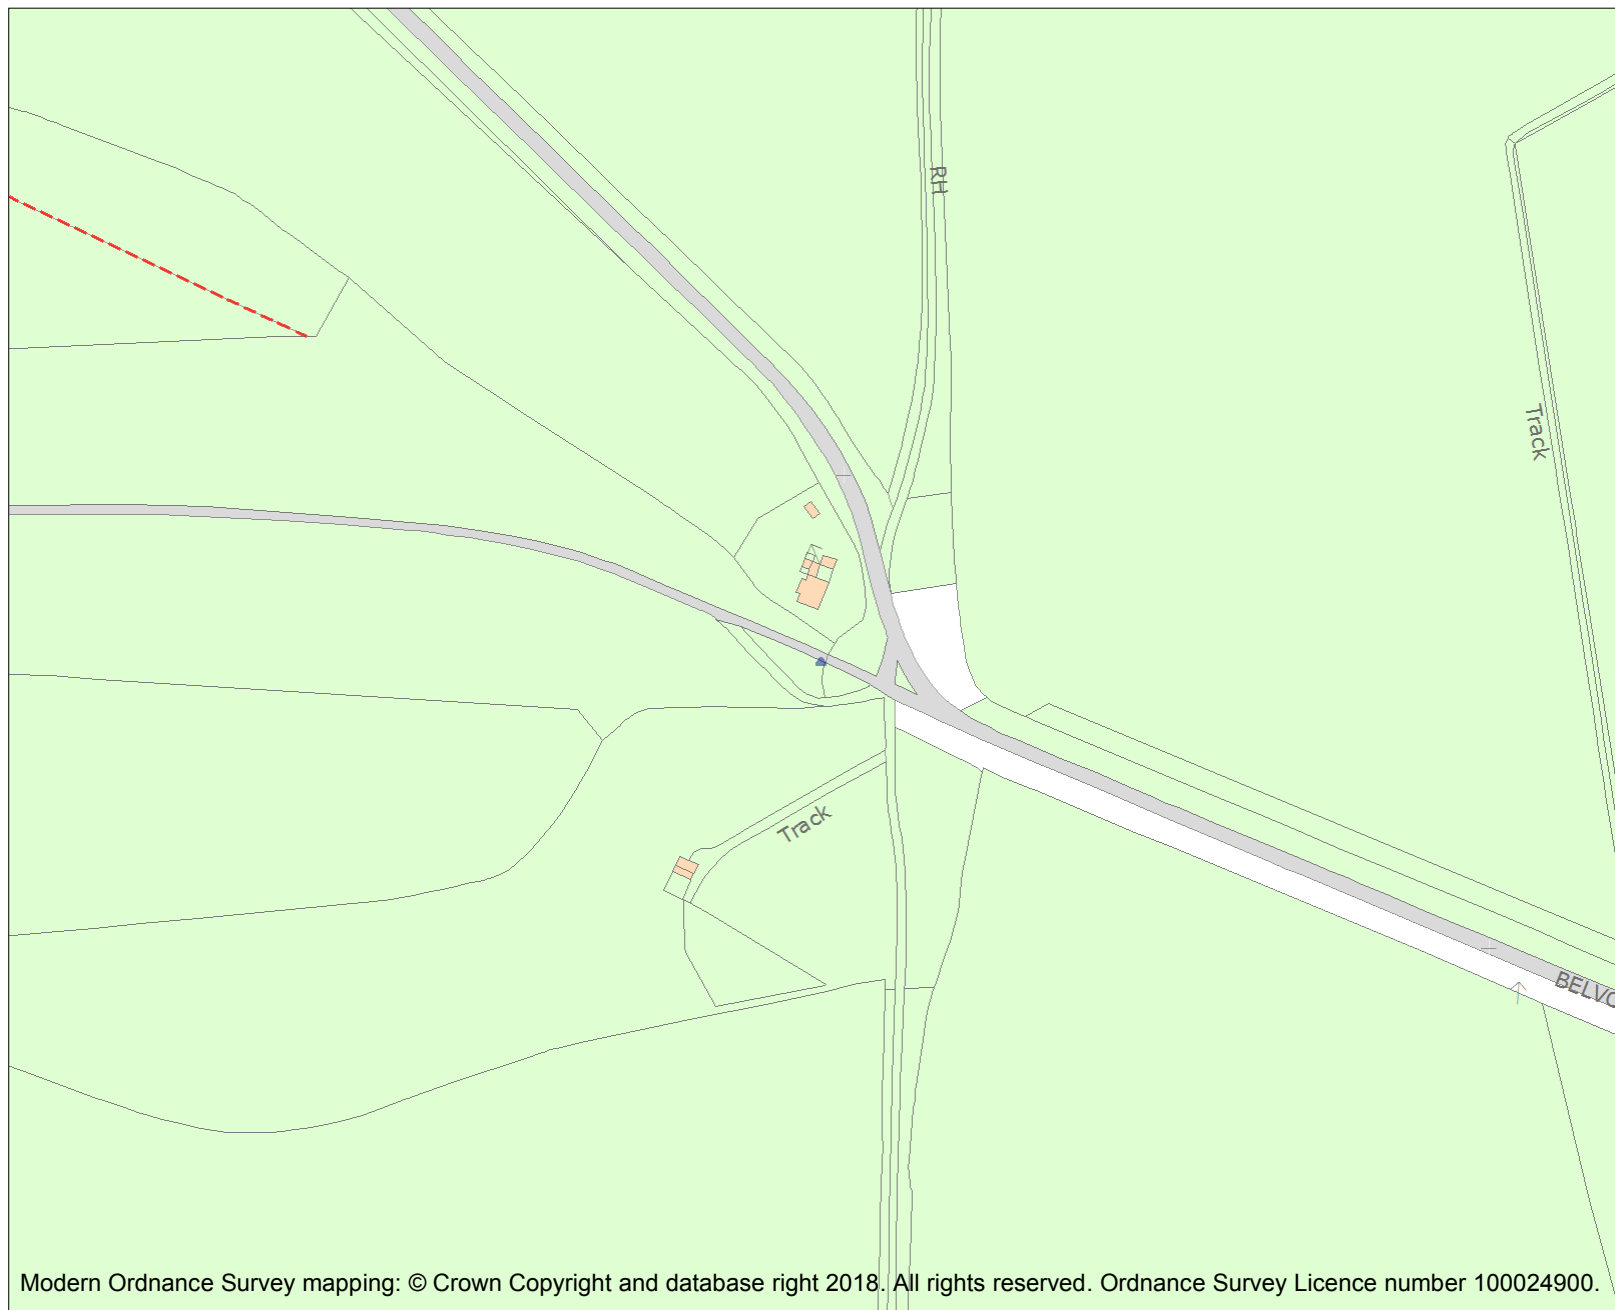 RH
Track
Track
BELVO
Modern Ordnance Survey mapping: © Crown Copyright and database right 2018. All rights reserved. Ordnance Survey Licence number 100024900.